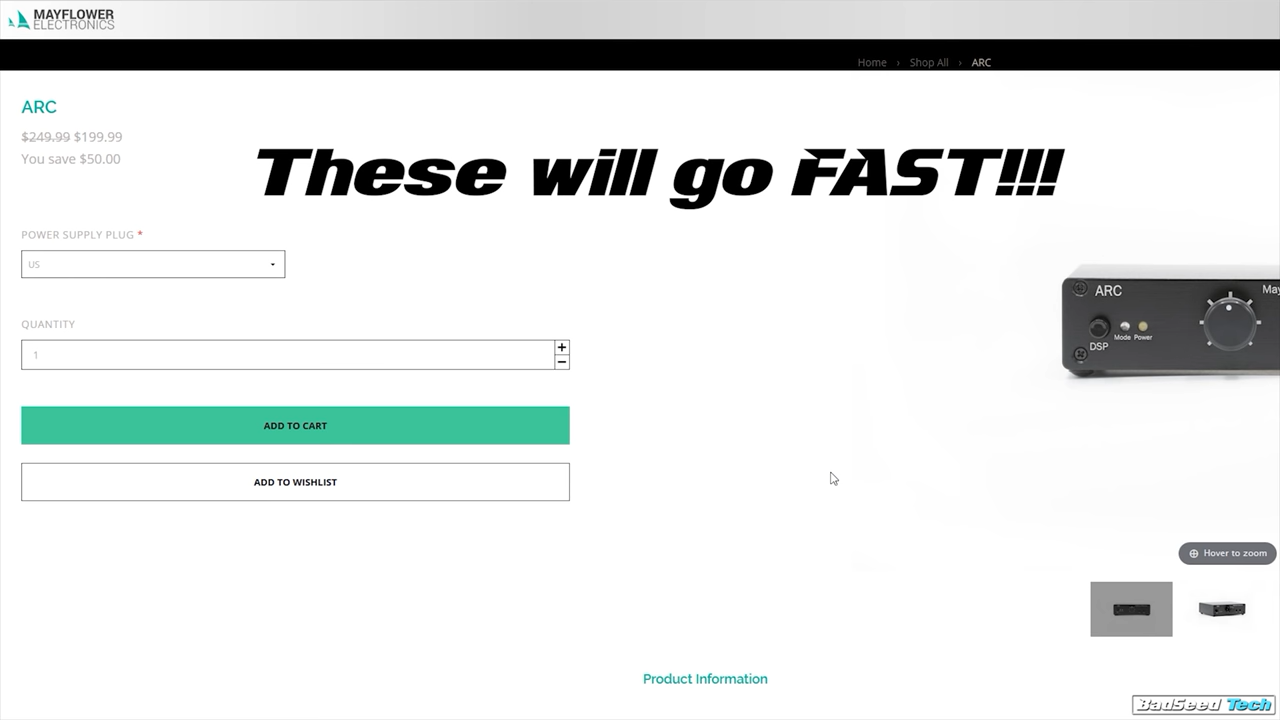 MAYFLOWER
ELECTRONICS
Home › Shop All › ARC
ARC
$249.99 $199.99
You save $50.00
These will go FAST!!!
POWER SUPPLY PLUG *
US
QUANTITY
1
+
−
ADD TO CART
ADD TO WISHLIST
ARC
DSP
Mode Power
May
Hover to zoom
Product Information
BadSeed Tech